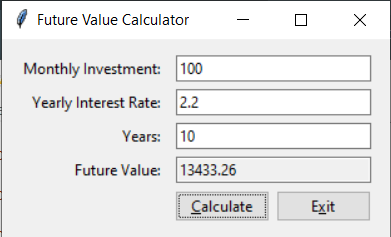 Future Value Calculator
Monthly Investment: 100
Yearly Interest Rate: 2.2
Years: 10
Future Value: 13433.26
Calculate Exit